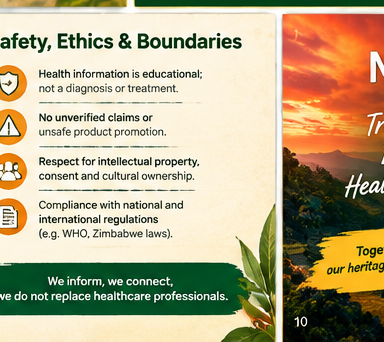 afety, Ethics & Boundaries
Health information is educational;
not a diagnosis or treatment.
No unverified claims or
unsafe product promotion.
Respect for intellectual property,
consent and cultural ownership.
Compliance with national and
international regulations
(e.g. WHO, Zimbabwe laws).
We inform, we connect,
we do not replace healthcare professionals.
N
Tr
Heal
Toge
our heritag
10